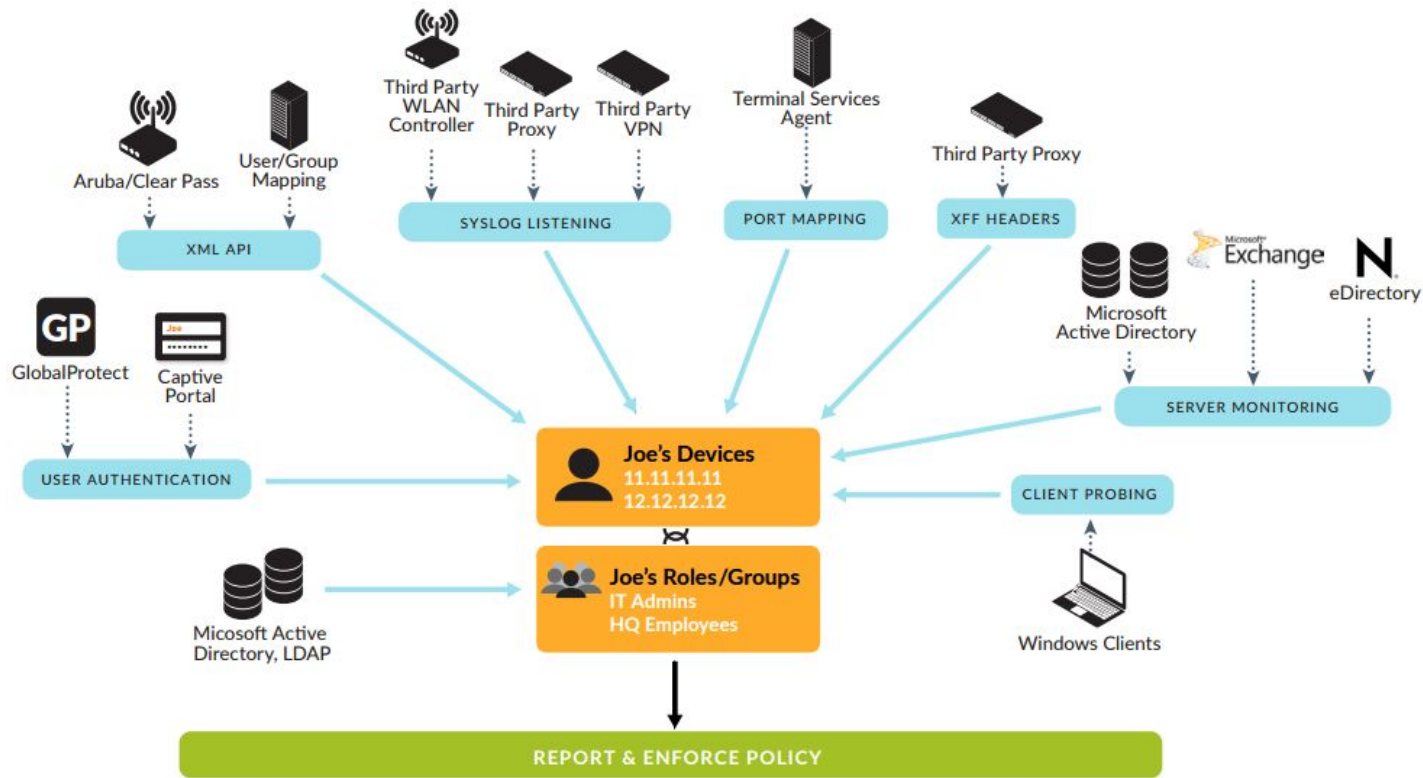 Third Party
WLAN
Controller
Third Party
Proxy
Third Party
VPN
Terminal Services
Agent
Third Party Proxy
Aruba/Clear Pass
User/Group
Mapping
XML API
SYSLOG LISTENING
PORT MAPPING
XFF HEADERS
Microsoft
Exchange
N
eDirectory
Microsoft
Active Directory
SERVER MONITORING
GP
GlobalProtect
Joe
Captive
Portal
USER AUTHENTICATION
Joe's Devices
11.11.11.11
12.12.12.12
CLIENT PROBING
Windows Clients
Micosoft Active
Directory, LDAP
Joe's Roles/Groups
IT Admins
HQ Employees
REPORT & ENFORCE POLICY